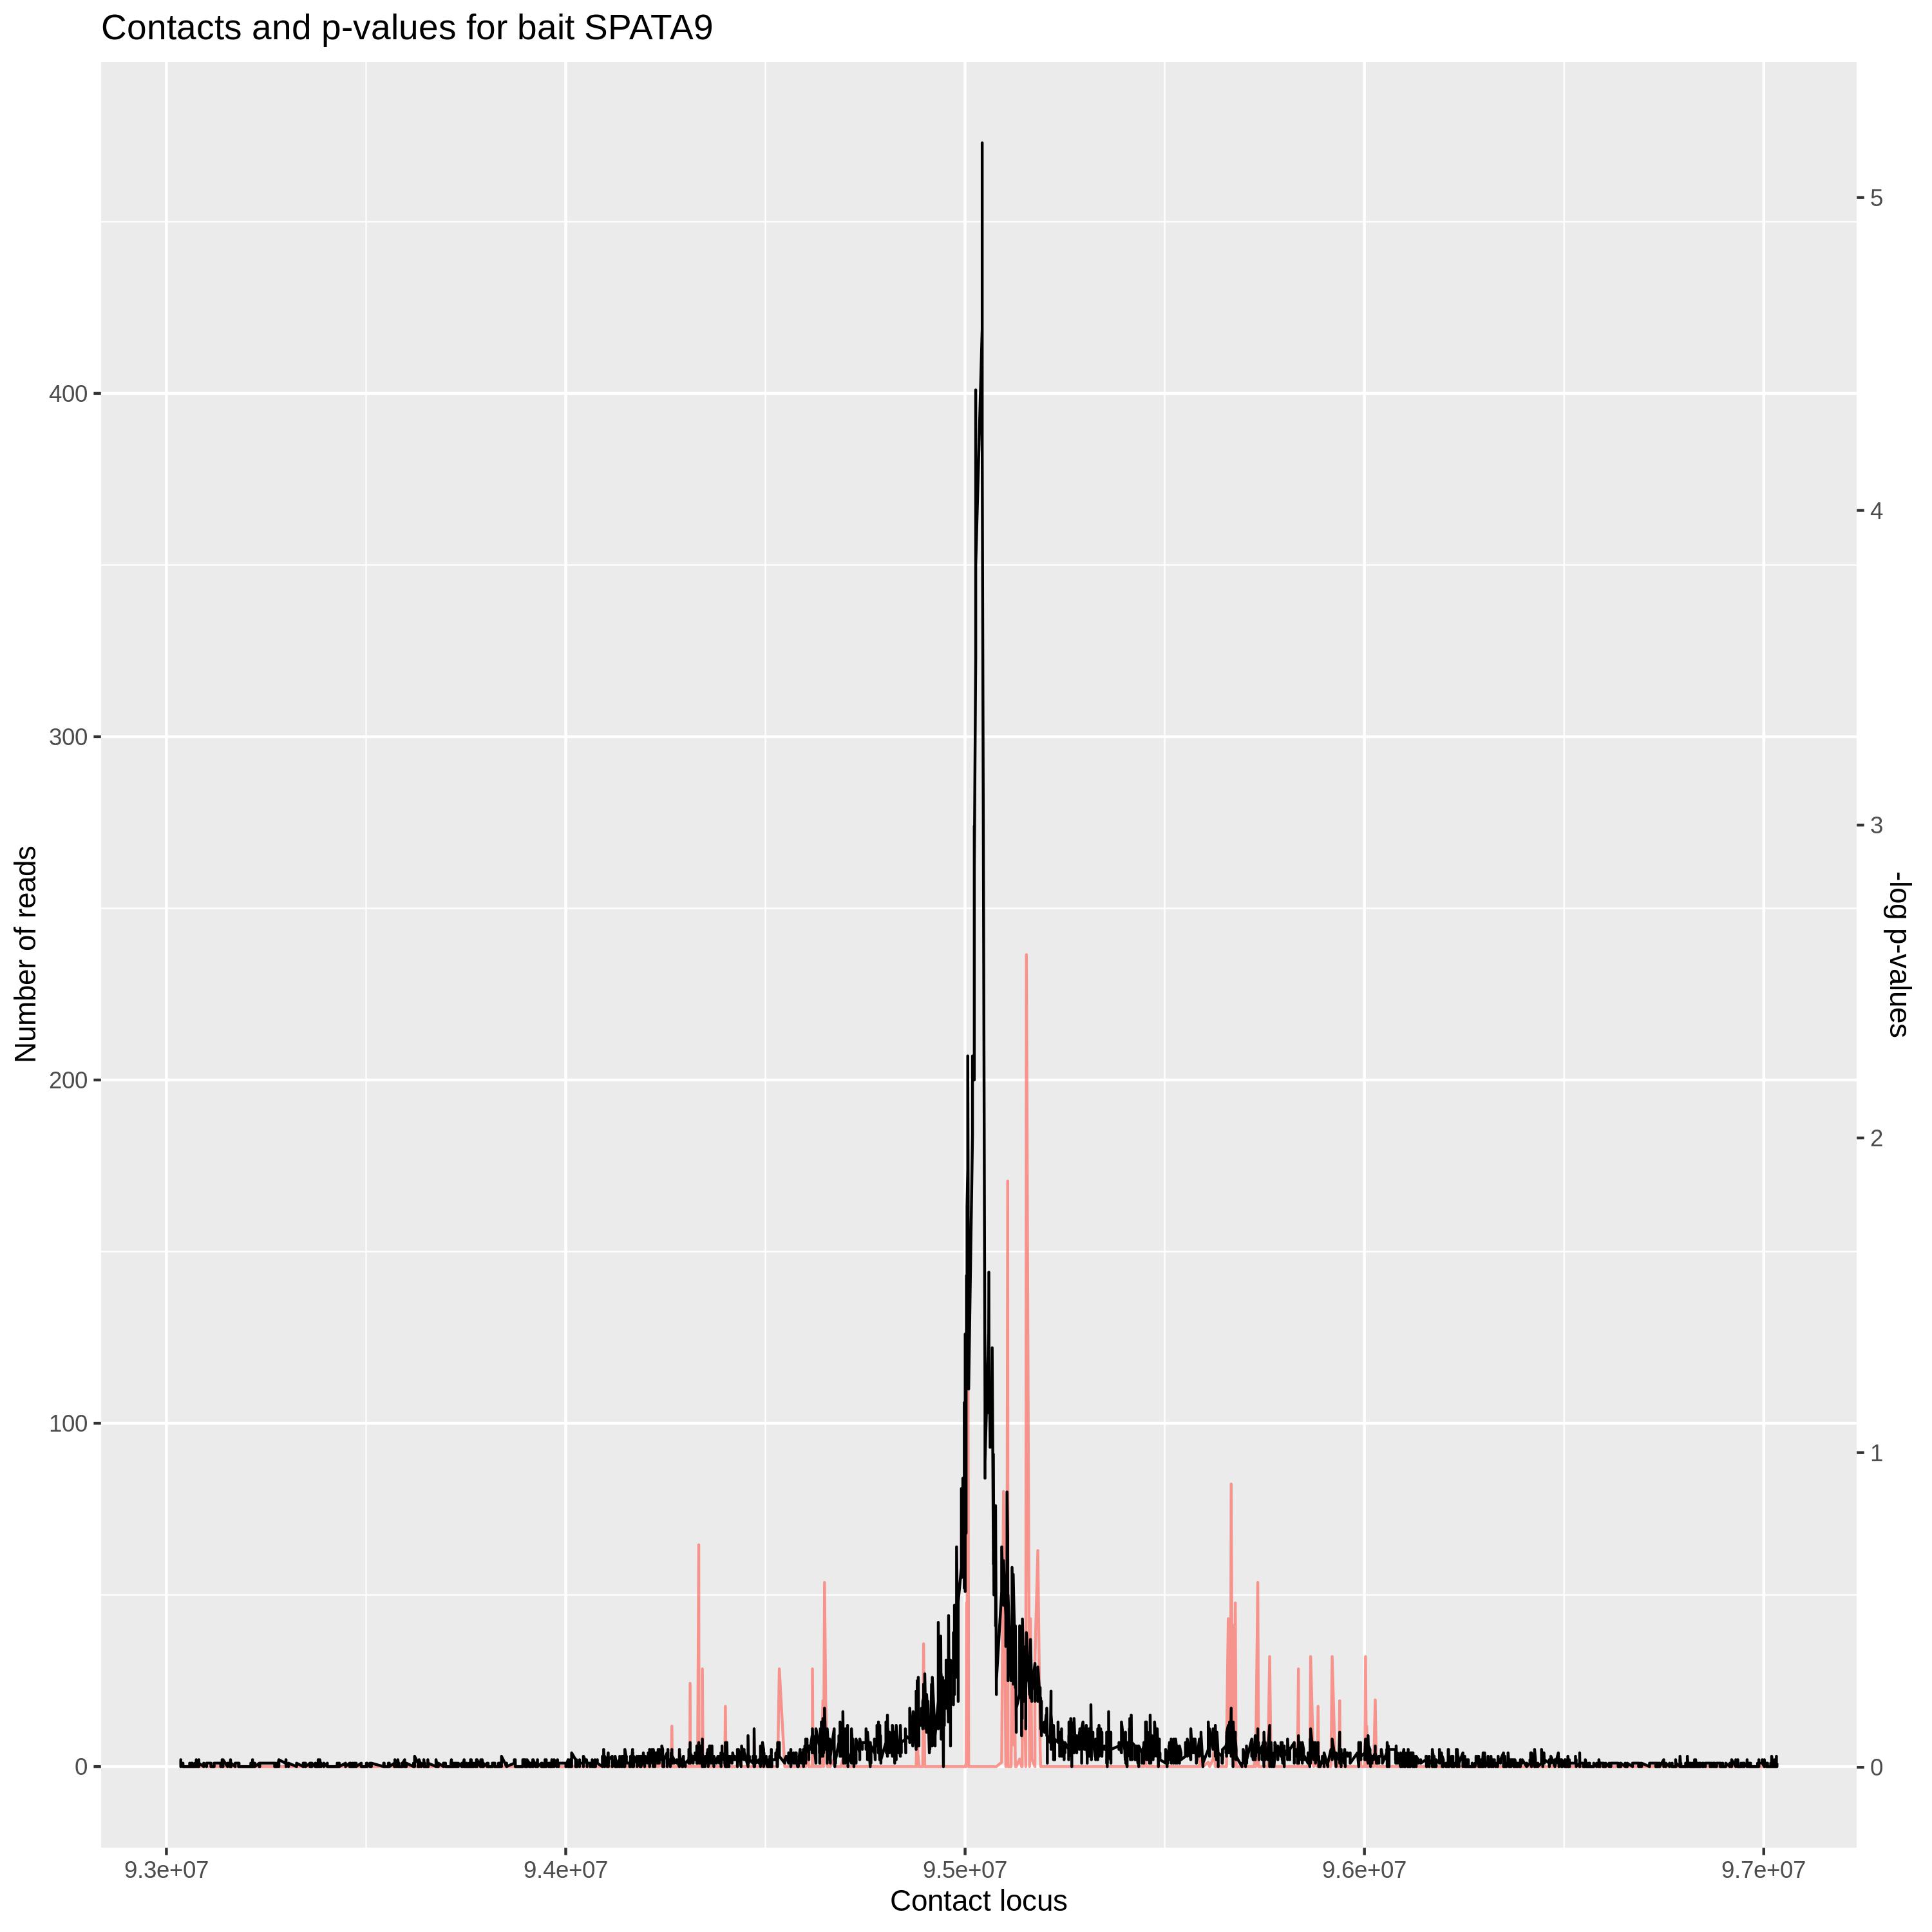 Contacts and p-values for bait SPATA9
Number of reads
400
300
200
100
0
5
4
3
2
1
0
-log p-values
9.3e+07
9.4e+07
9.5e+07
9.6e+07
9.7e+07
Contact locus